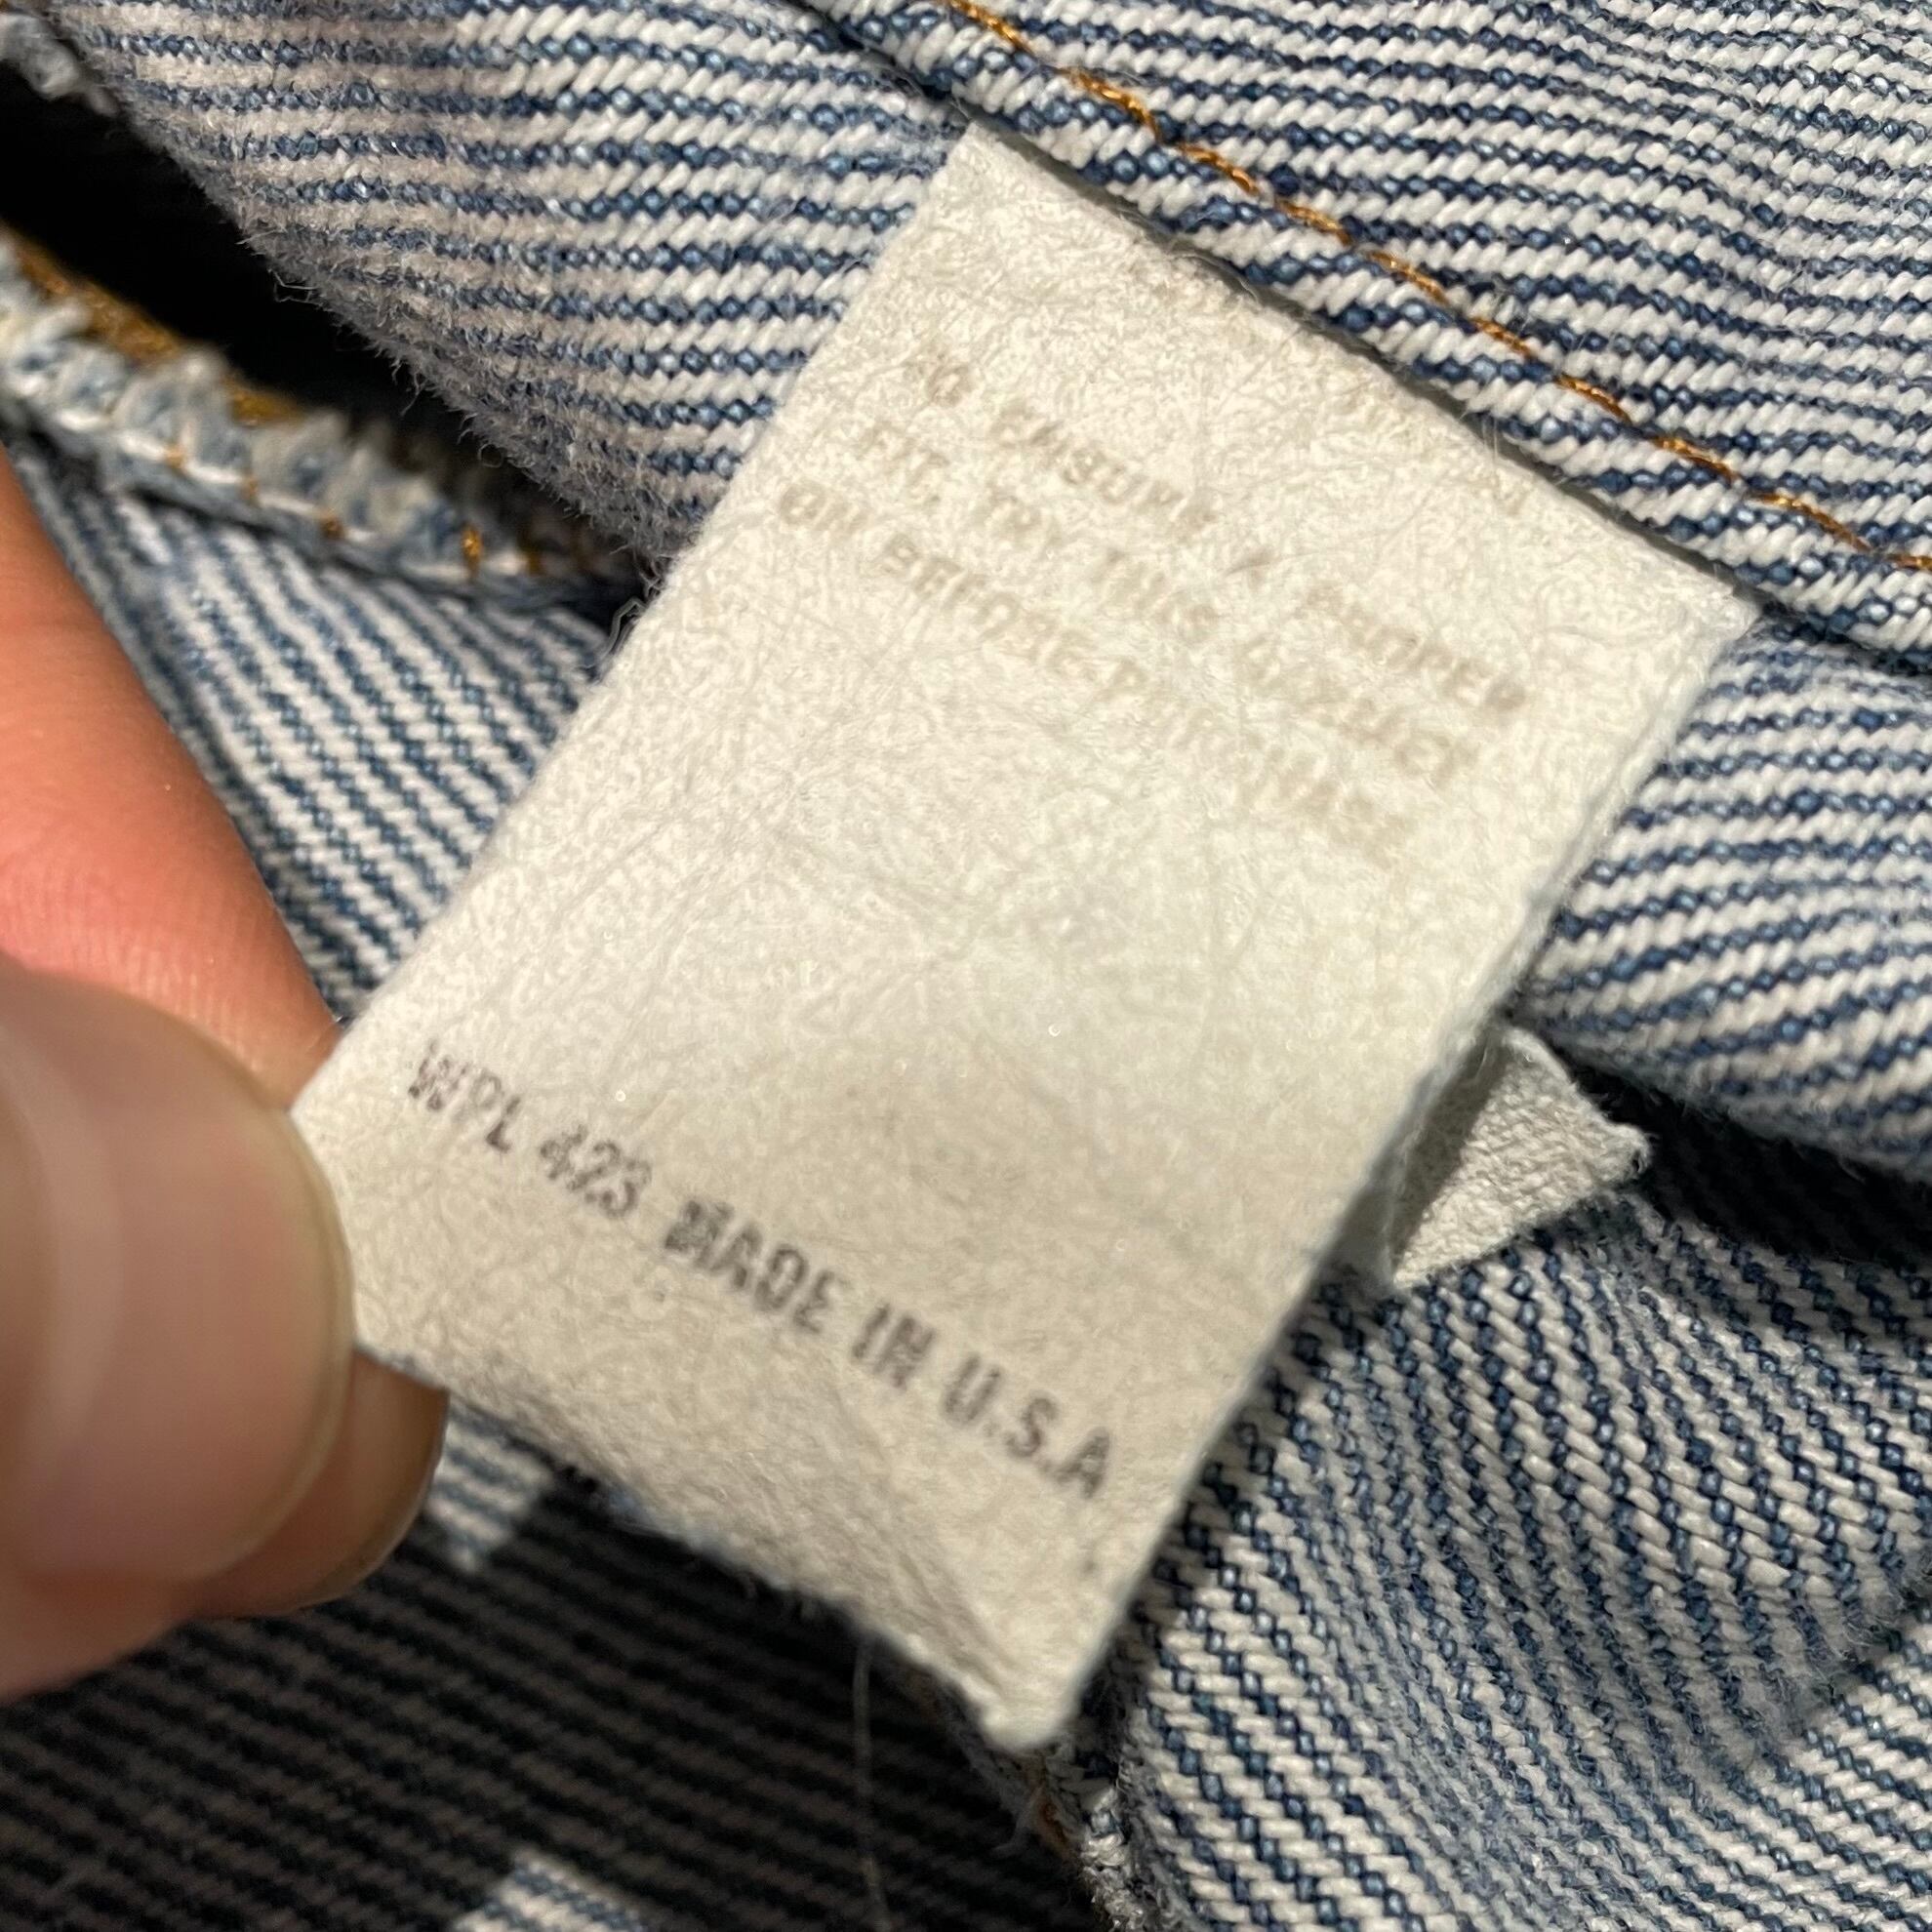 TO ENSURE A PROPER
FIT, TRY THIS GARMENT
ON BEFORE PURCHASE
WPL 423 MADE IN U.S.A